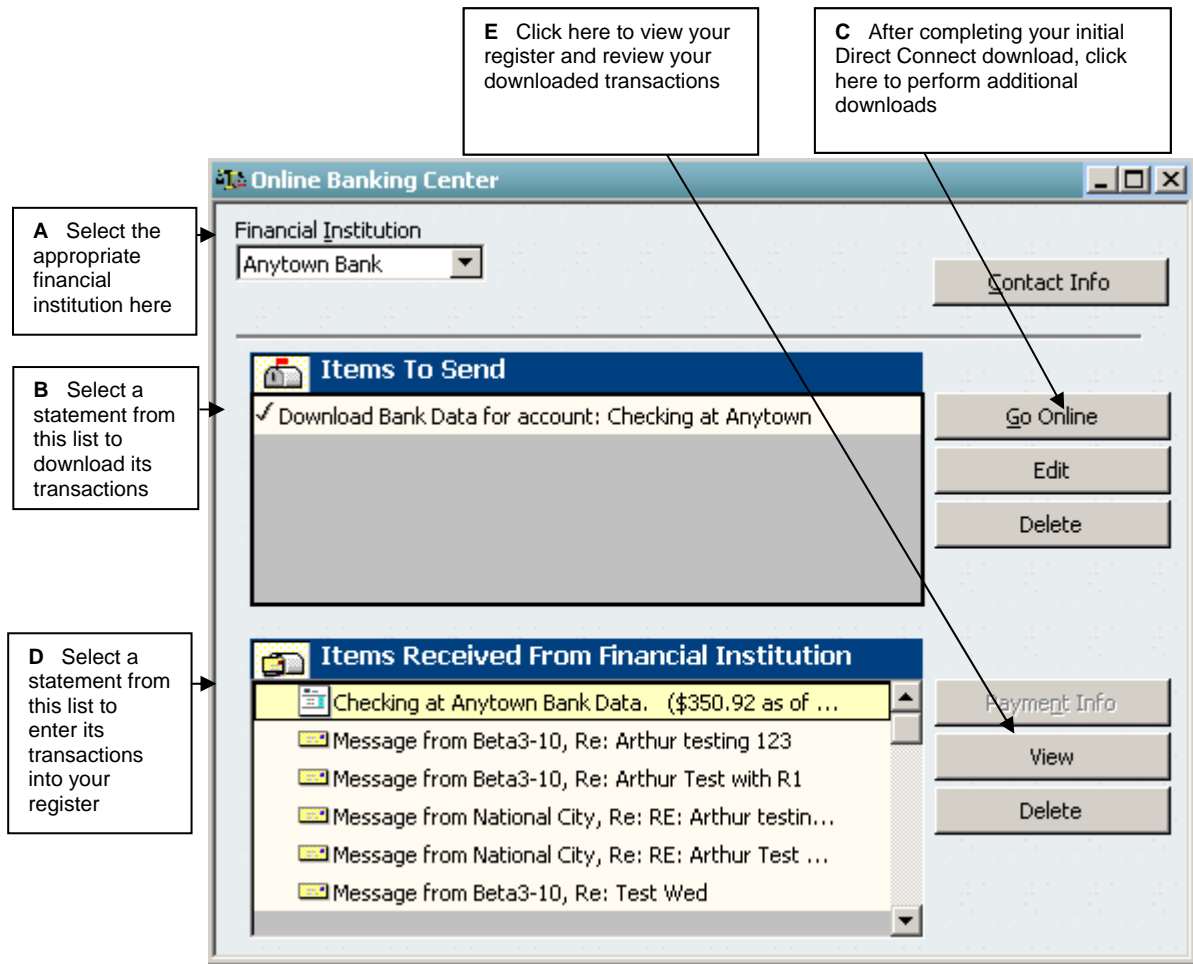 E Click here to view your
register and review your
downloaded transactions
C After completing your initial
Direct Connect download, click
here to perform additional
downloads
Online Banking Center
A Select the
appropriate
financial
institution here
Financial Institution
Anytown Bank
Contact Info
B Select a
statement from
this list to
download its
transactions
Items To Send
Download Bank Data for account: Checking at Anytown
Go Online
Edit
Delete
D Select a
statement from
this list to
enter its
transactions
into your
register
Items Received From Financial Institution
Checking at Anytown Bank Data. ($350.92 as of ...
Message from Beta3-10, Re: Arthur testing 123
Message from Beta3-10, Re: Arthur Test with R1
Message from National City, Re: RE: Arthur testin...
Message from National City, Re: RE: Arthur Test ...
Message from Beta3-10, Re: Test Wed
Payment Info
View
Delete